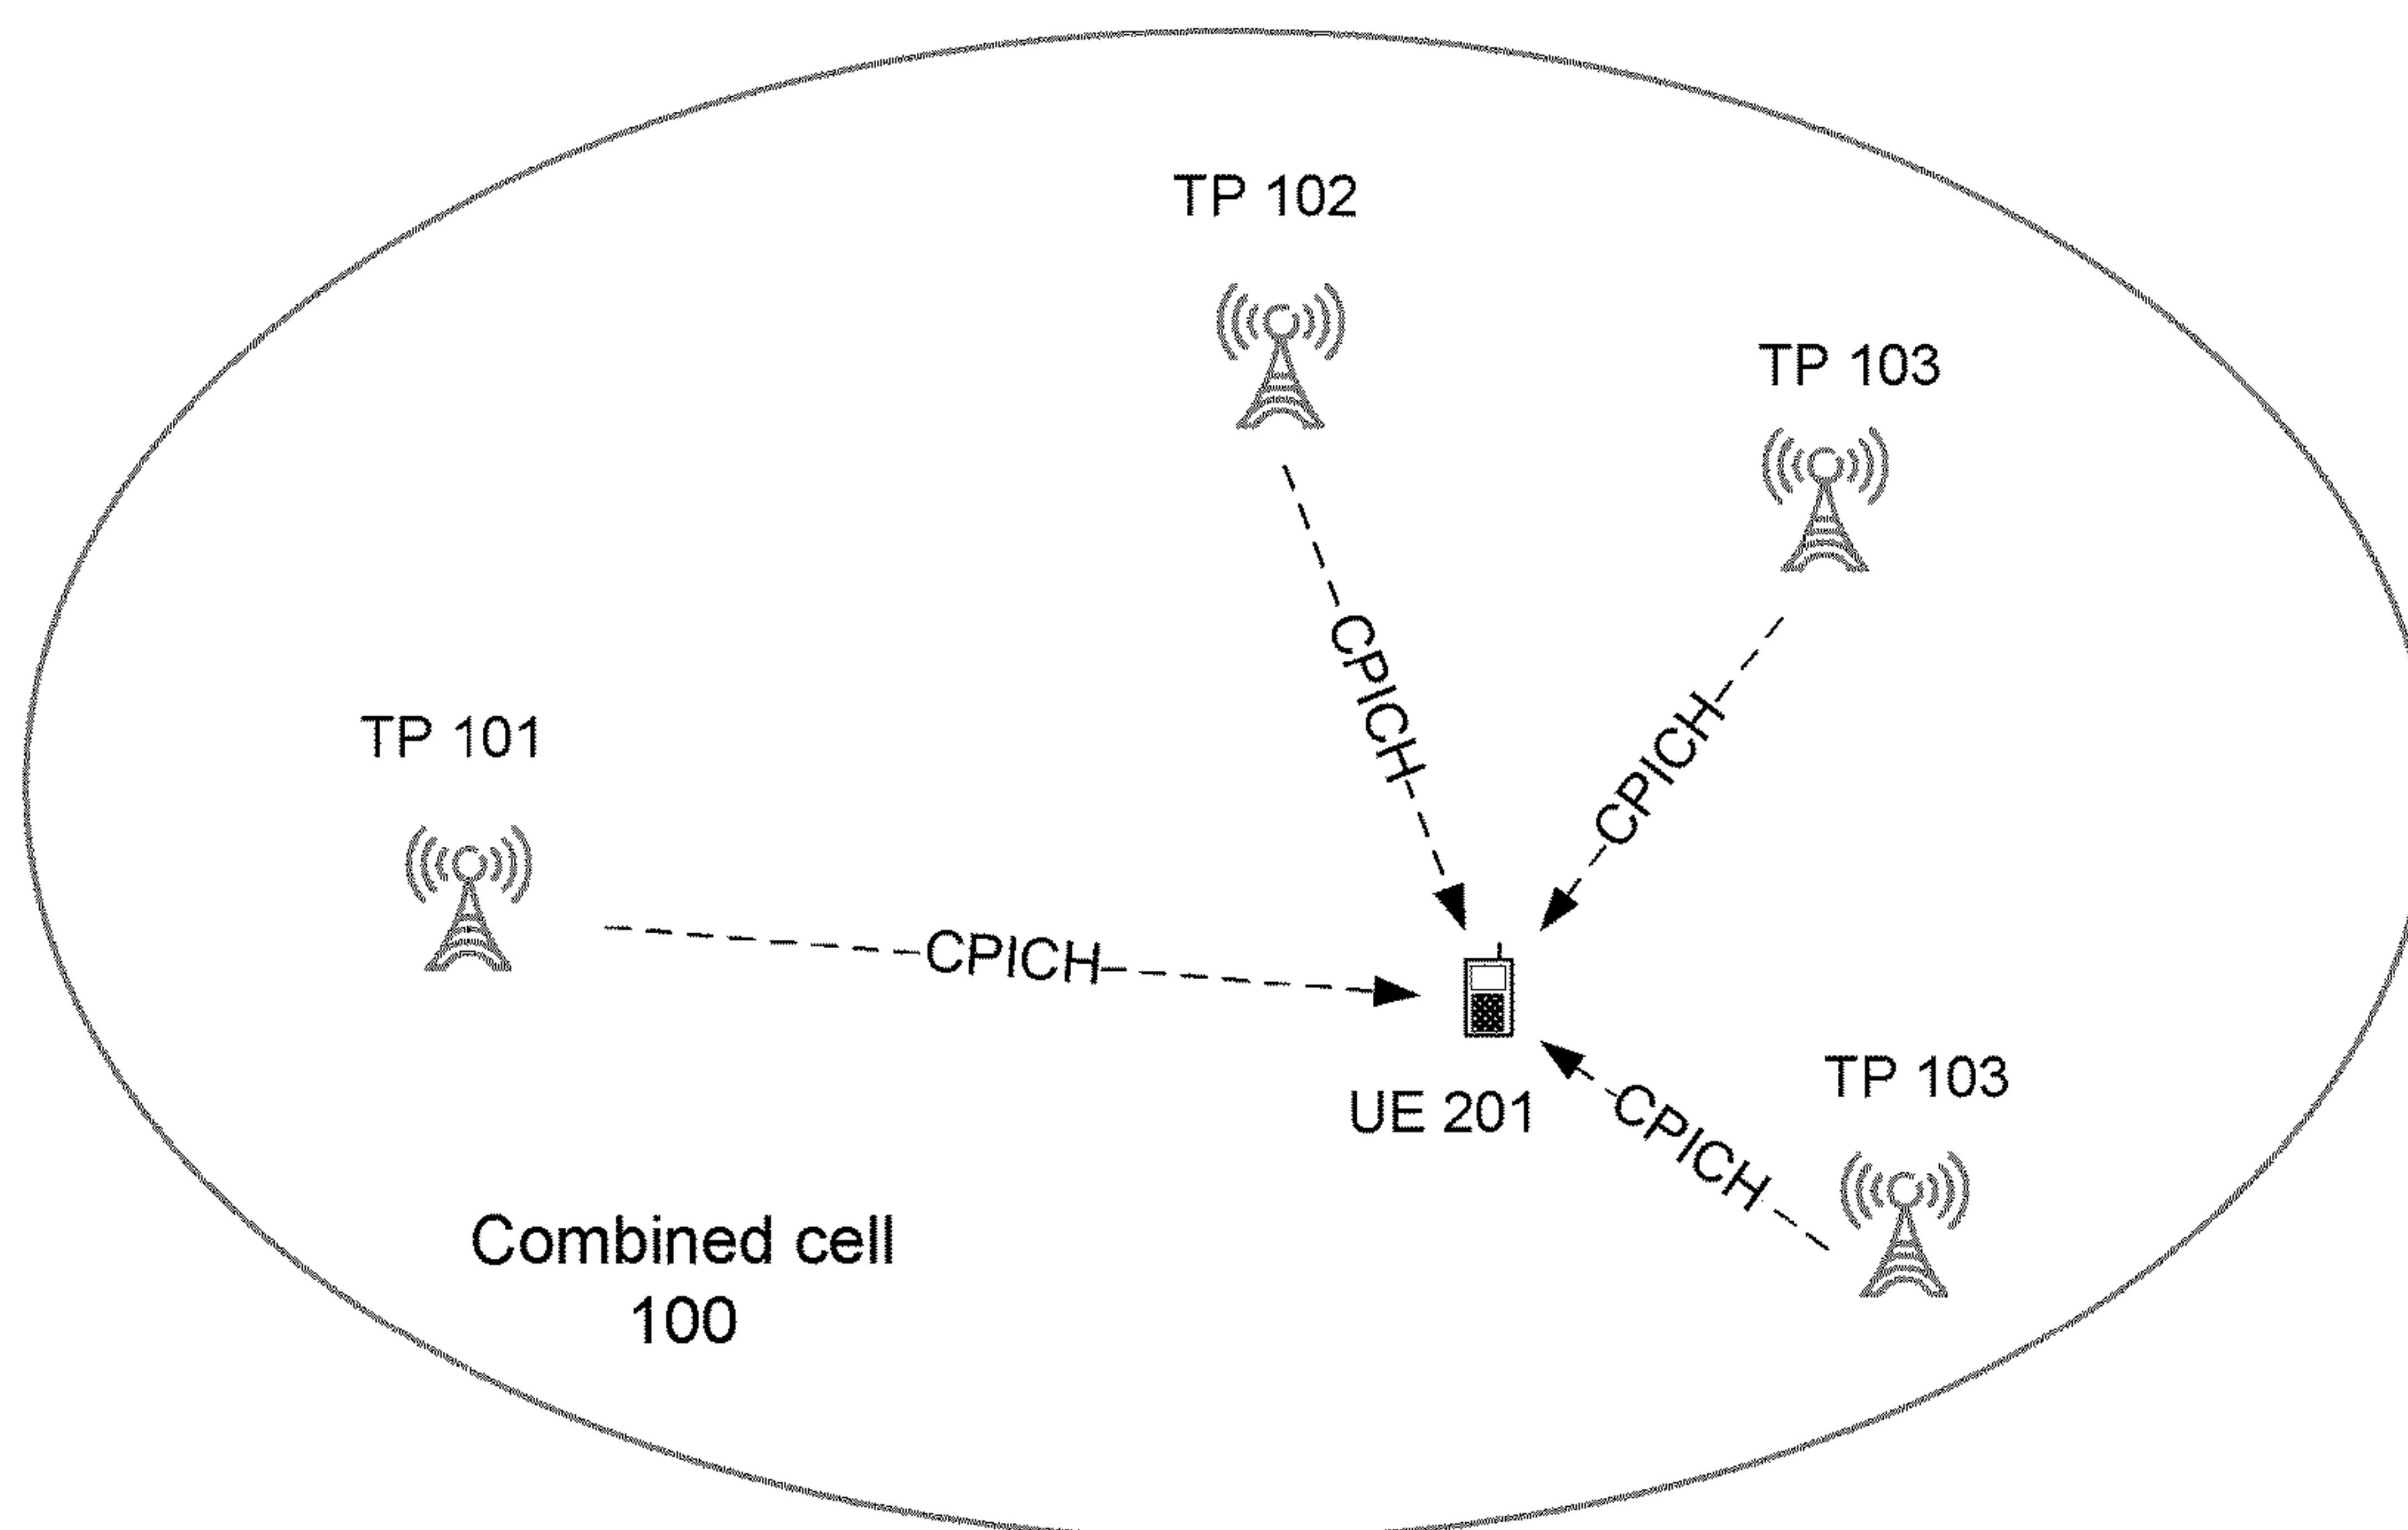 TP 102
TP 103
CPICH
CPICH
TP 101
CPICH
UE 201
TP 103
CPICH
Combined cell
100